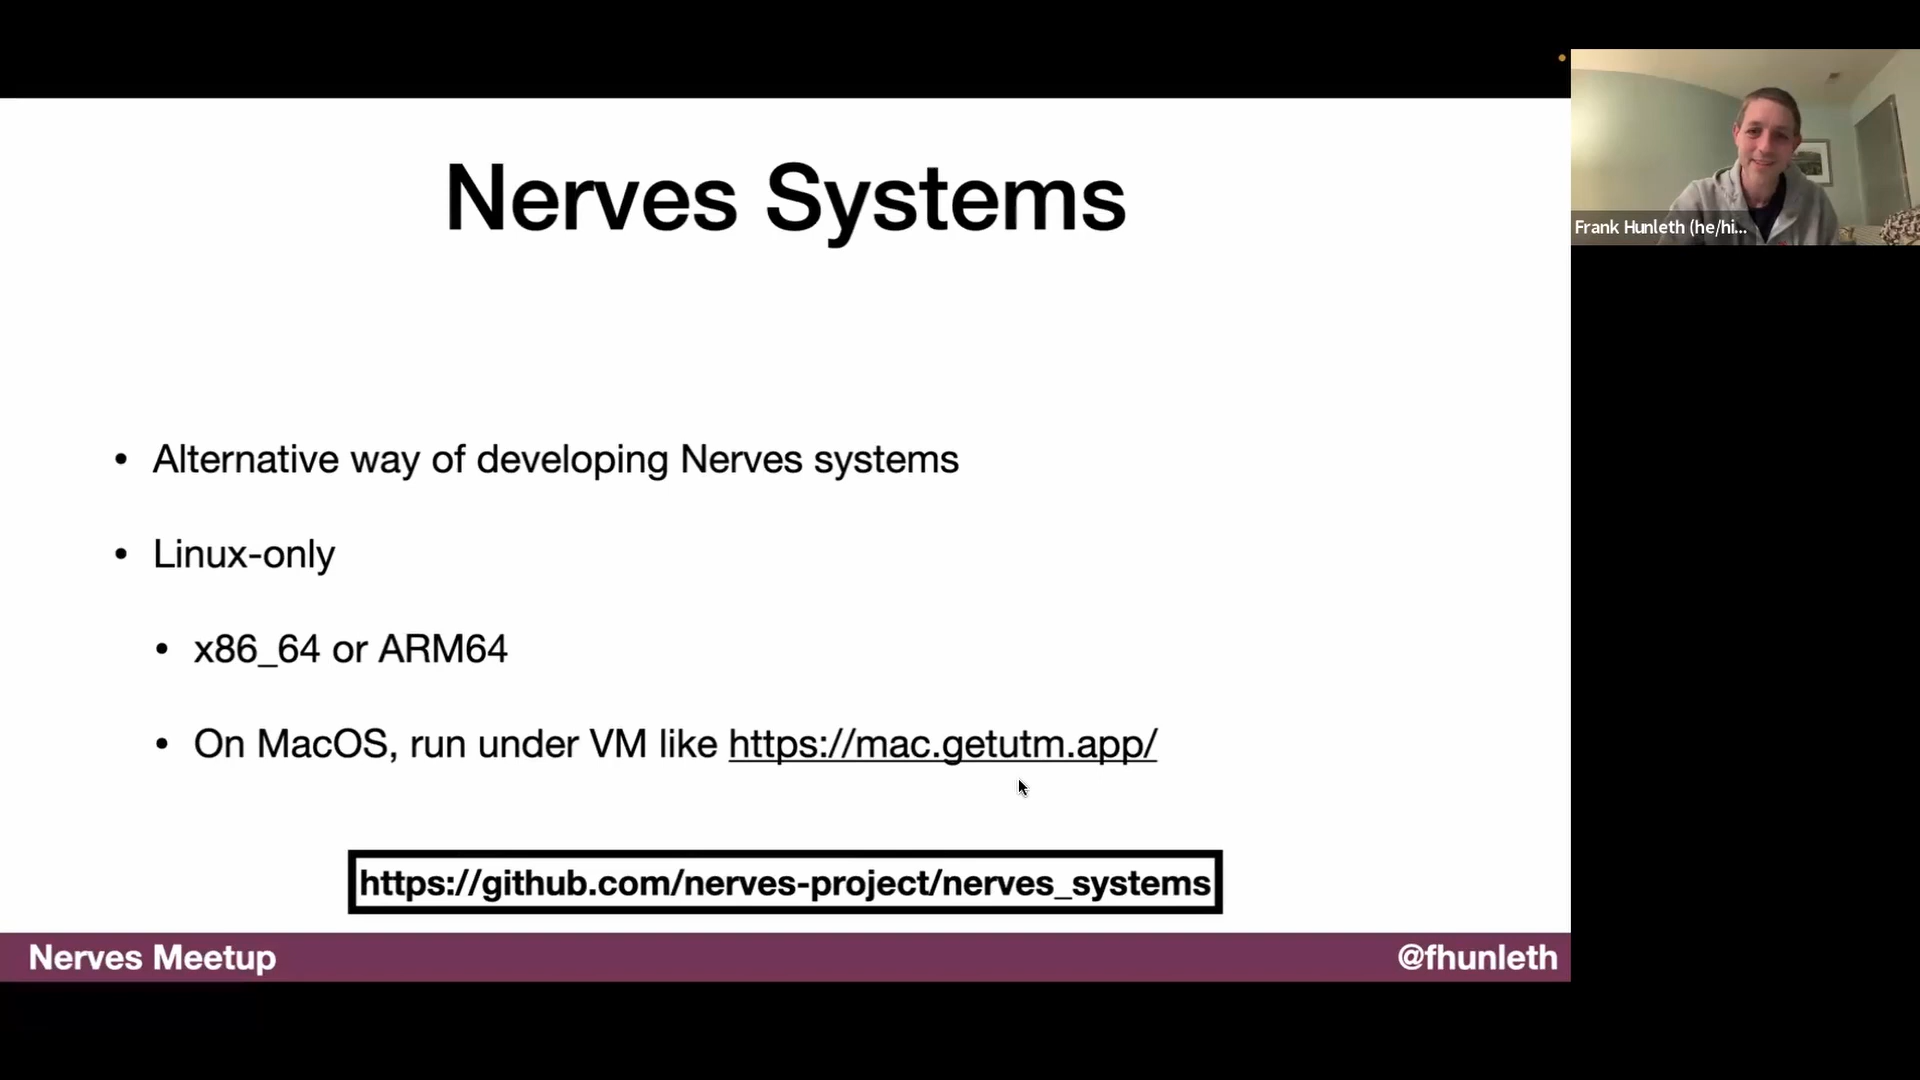 Nerves Systems
• Alternative way of developing Nerves systems
• Linux-only
• x86_64 or ARM64
• On MacOS, run under VM like https://mac.getutm.app/
https://github.com/nerves-project/nerves_systems
Nerves Meetup
@fhunleth
Frank Hunleth (he/hi...